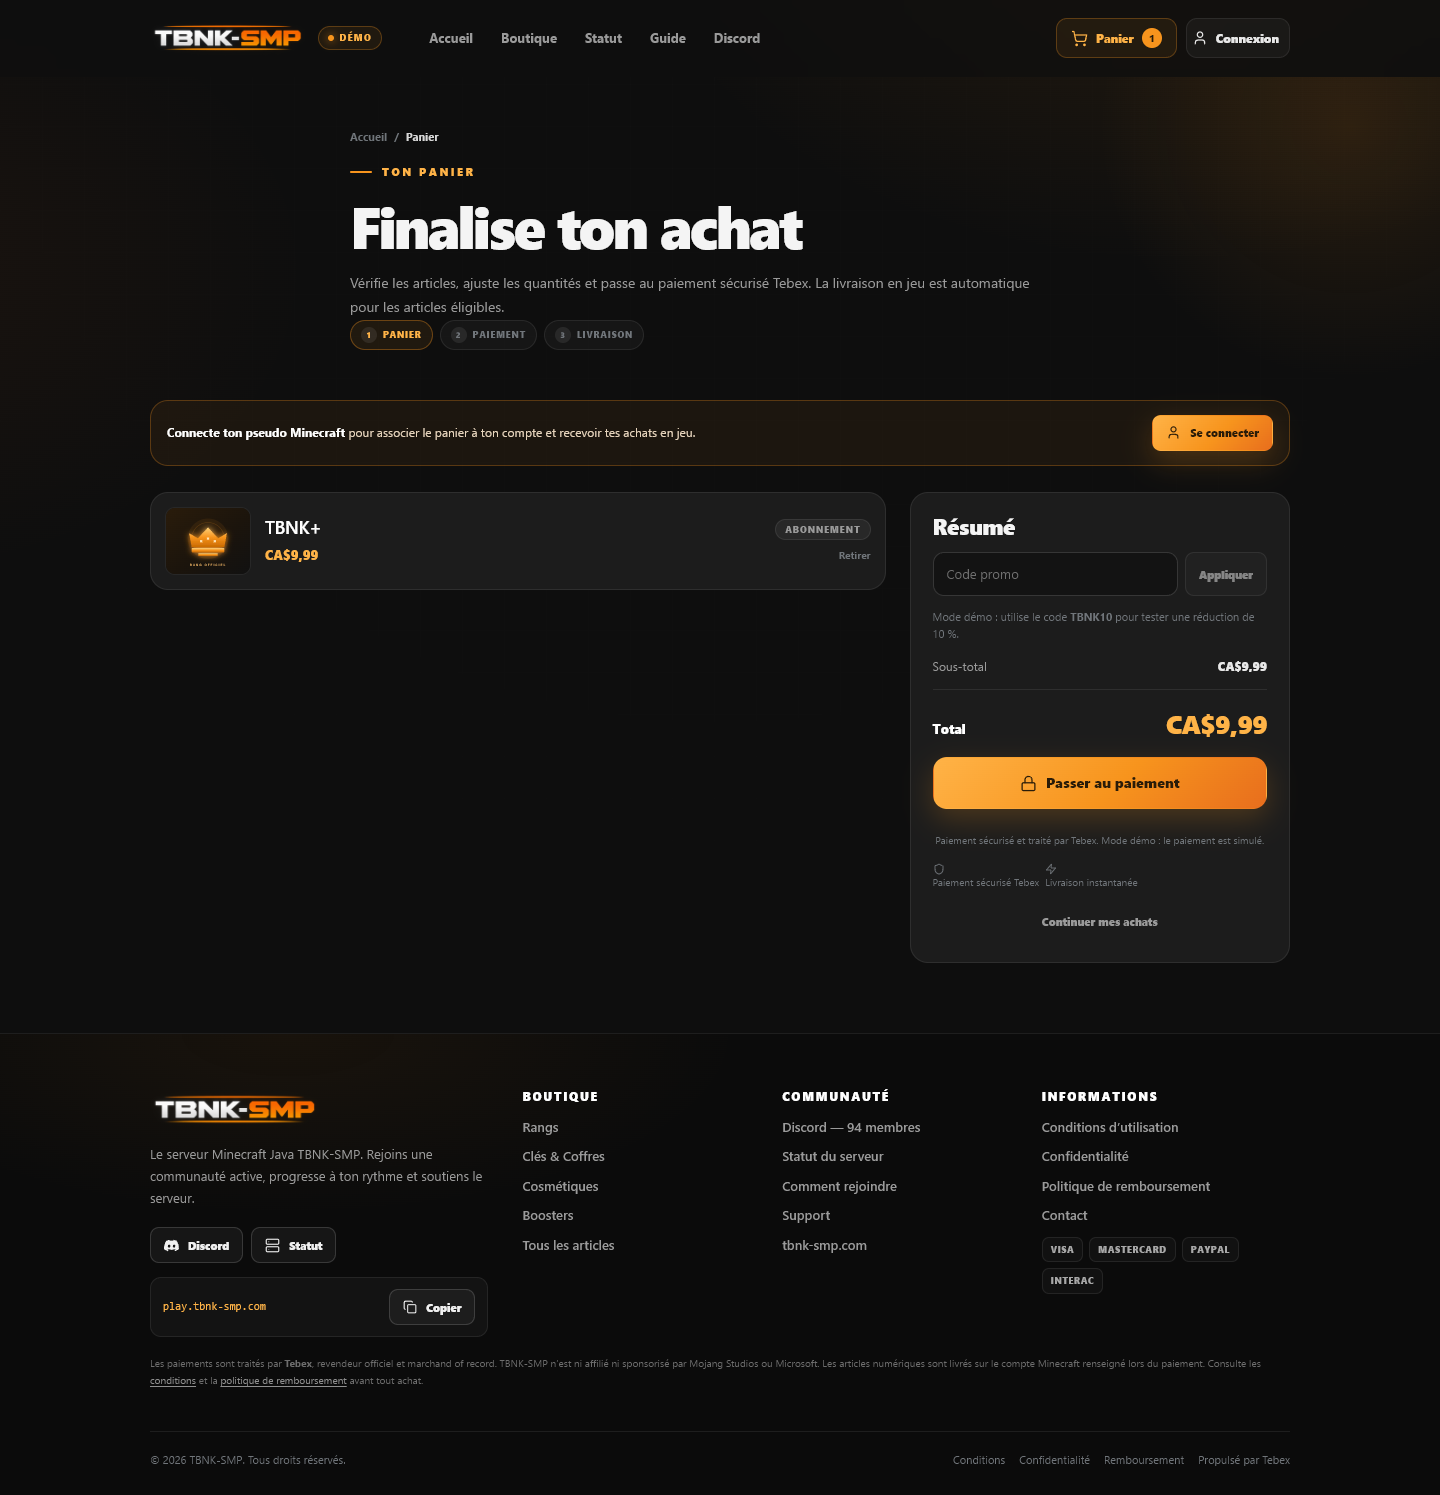 TBNK-SMP
DÉMO
Accueil
Boutique
Statut
Guide
Discord
Panier 1
Connexion
Accueil / Panier
TON PANIER
Finalise ton achat
Vérifie les articles, ajuste les quantités et passe au paiement sécurisé Tebex. La livraison en jeu est automatique
pour les articles éligibles.
1 PANIER
2 PAIEMENT
3 LIVRAISON
Connecte ton pseudo Minecraft pour associer le panier à ton compte et recevoir tes achats en jeu.
Se connecter
RANG OFFICIEL
TBNK+
CA$9,99
ABONNEMENT
Retirer
Résumé
Code promo
Appliquer
Mode démo : utilise le code TBNK10 pour tester une réduction de
10 %.
Sous-total CA$9,99
Total CA$9,99
Passer au paiement
Paiement sécurisé et traité par Tebex. Mode démo : le paiement est simulé.
Paiement sécurisé Tebex
Livraison instantanée
Continuer mes achats
TBNK-SMP
Le serveur Minecraft Java TBNK-SMP. Rejoins une
communauté active, progresse à ton rythme et soutiens le
serveur.
Discord
Statut
play.tbnk-smp.com
Copier
BOUTIQUE
Rangs
Clés & Coffres
Cosmétiques
Boosters
Tous les articles
COMMUNAUTÉ
Discord — 94 membres
Statut du serveur
Comment rejoindre
Support
tbnk-smp.com
INFORMATIONS
Conditions d’utilisation
Confidentialité
Politique de remboursement
Contact
VISA
MASTERCARD
PAYPAL
INTERAC
Les paiements sont traités par Tebex, revendeur officiel et marchand of record. TBNK-SMP n’est ni affilié ni sponsorisé par Mojang Studios ou Microsoft. Les articles numériques sont livrés sur le compte Minecraft renseigné lors du paiement. Consulte les
conditions et la politique de remboursement avant tout achat.
© 2026 TBNK-SMP. Tous droits réservés.
Conditions
Confidentialité
Remboursement
Propulsé par Tebex